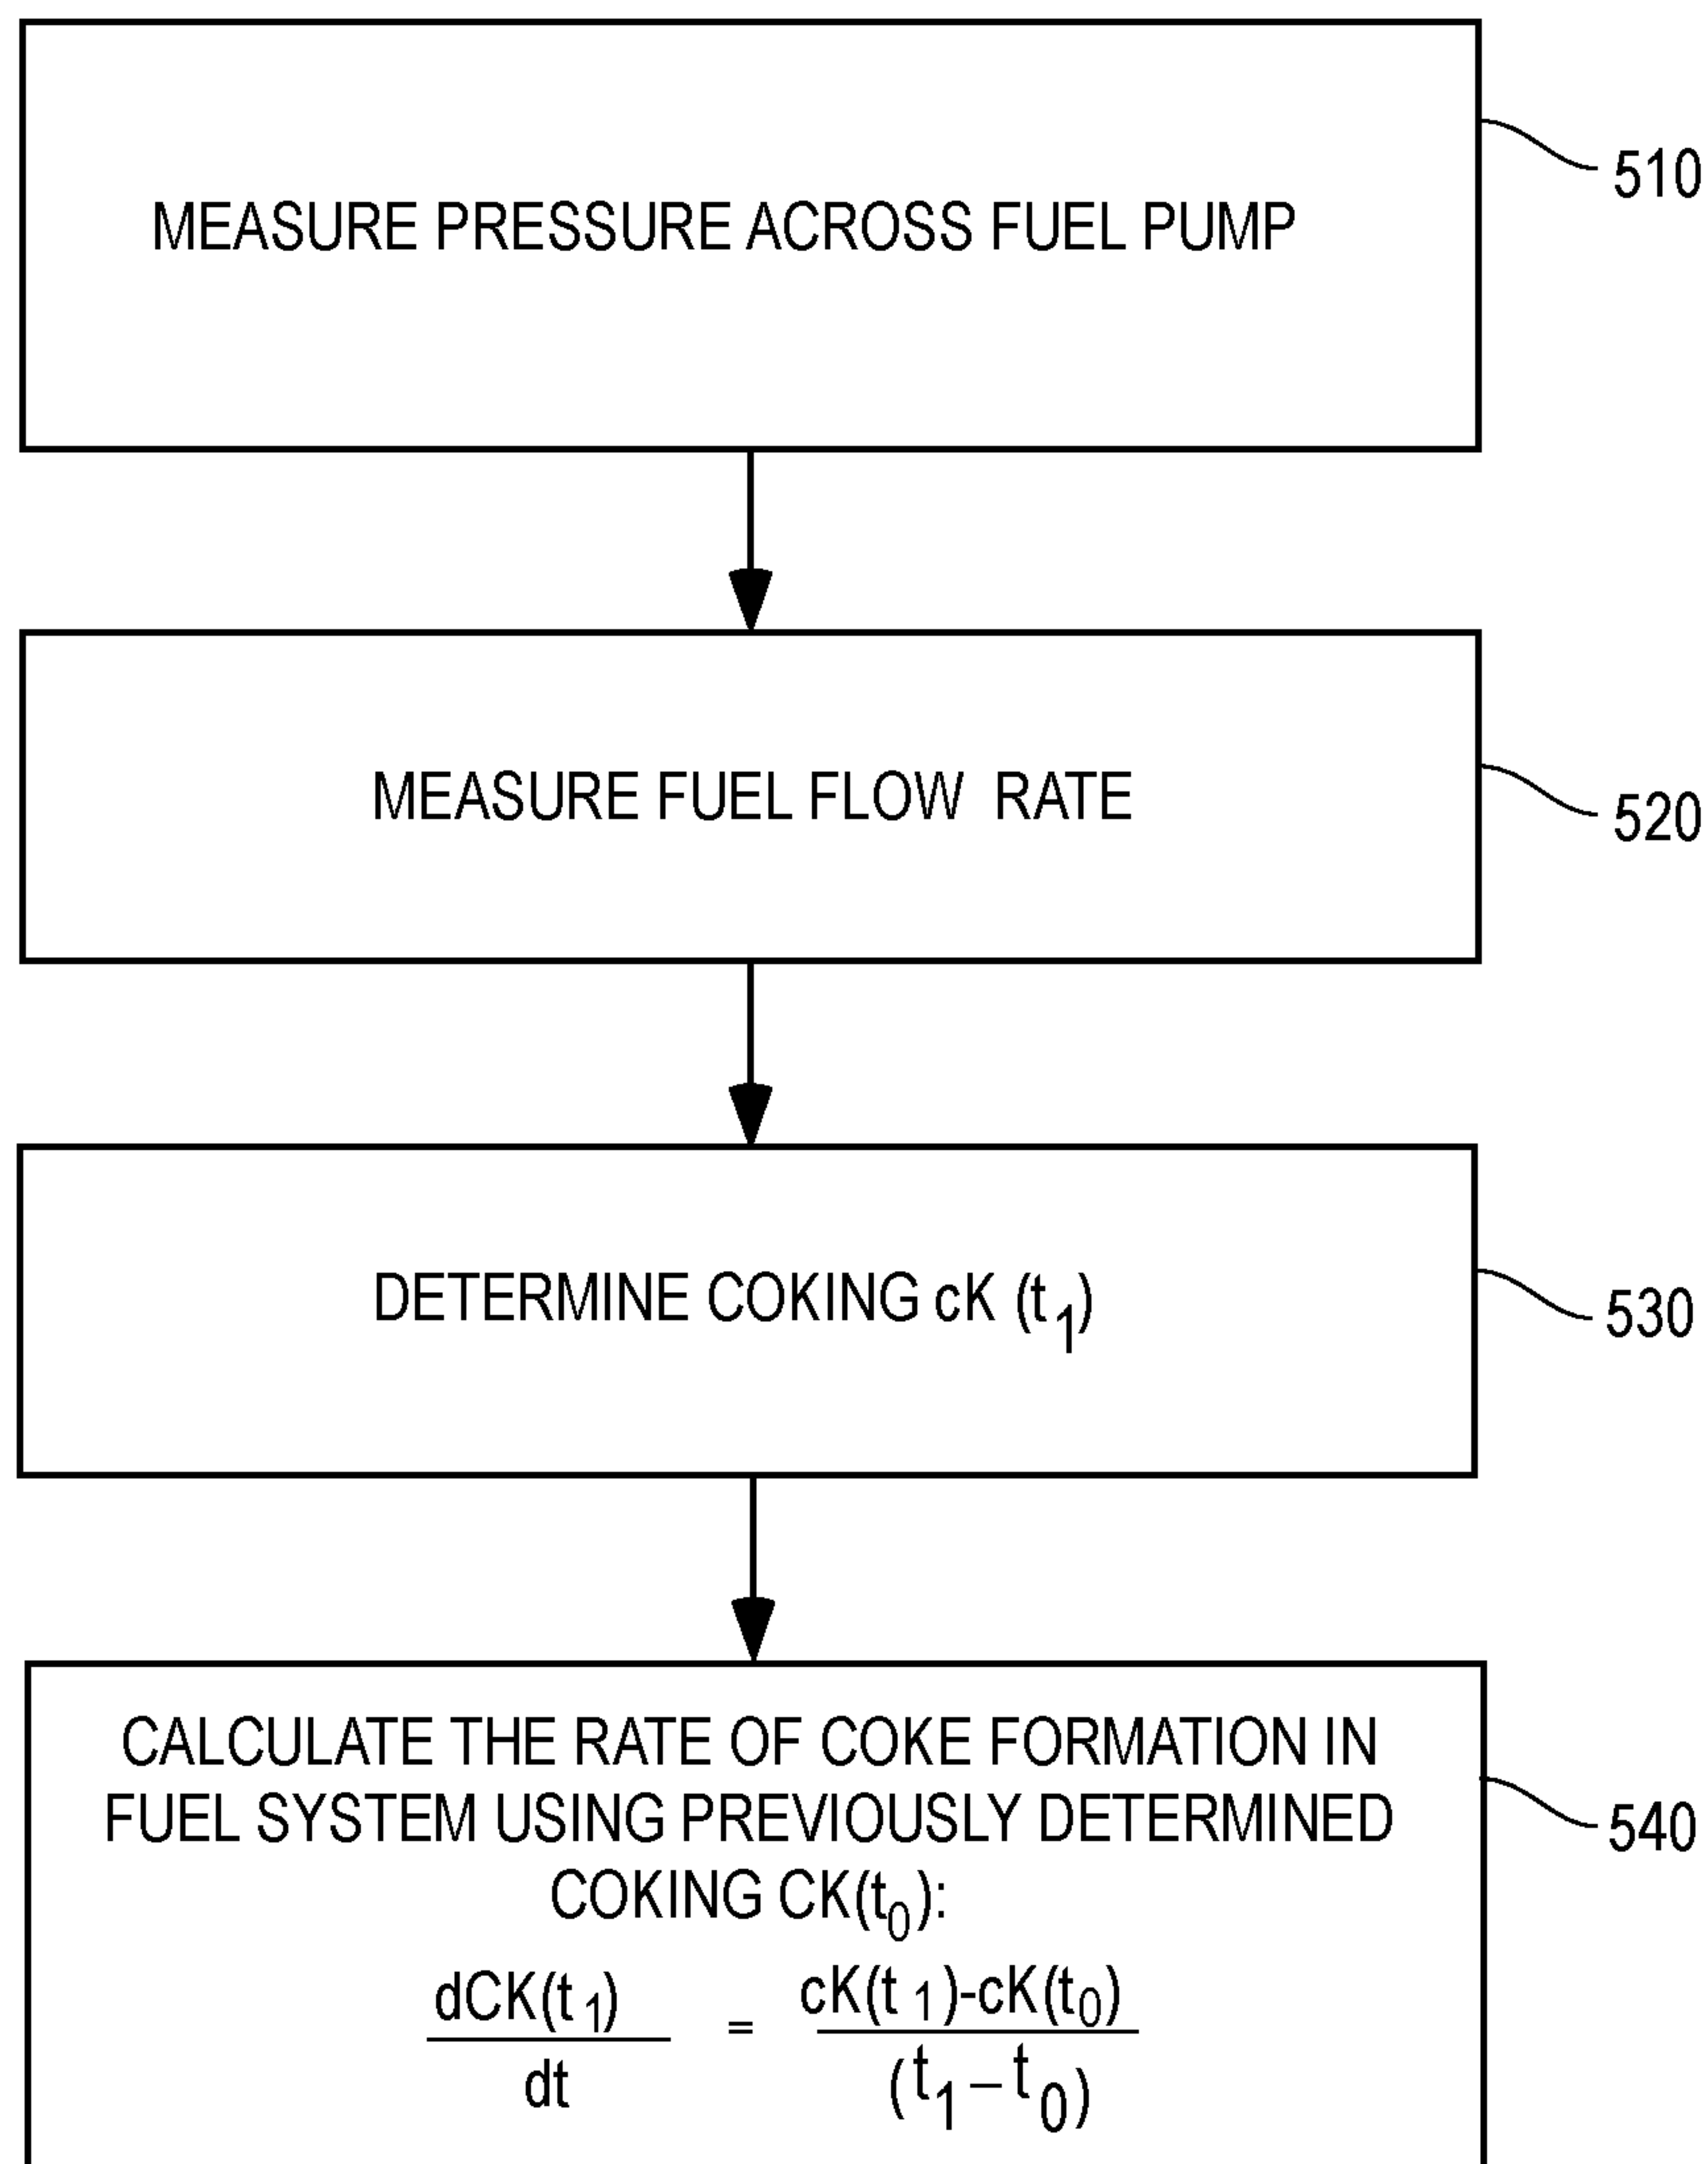 MEASURE PRESSURE ACROSS FUEL PUMP
510
MEASURE FUEL FLOW RATE
520
DETERMINE COKING cK (t1)
530
CALCULATE THE RATE OF COKE FORMATION IN
FUEL SYSTEM USING PREVIOUSLY DETERMINED
COKING CK(t0):
540
dCK(t1)
dt
=
cK(t1)-cK(t0)
(t1–t0)